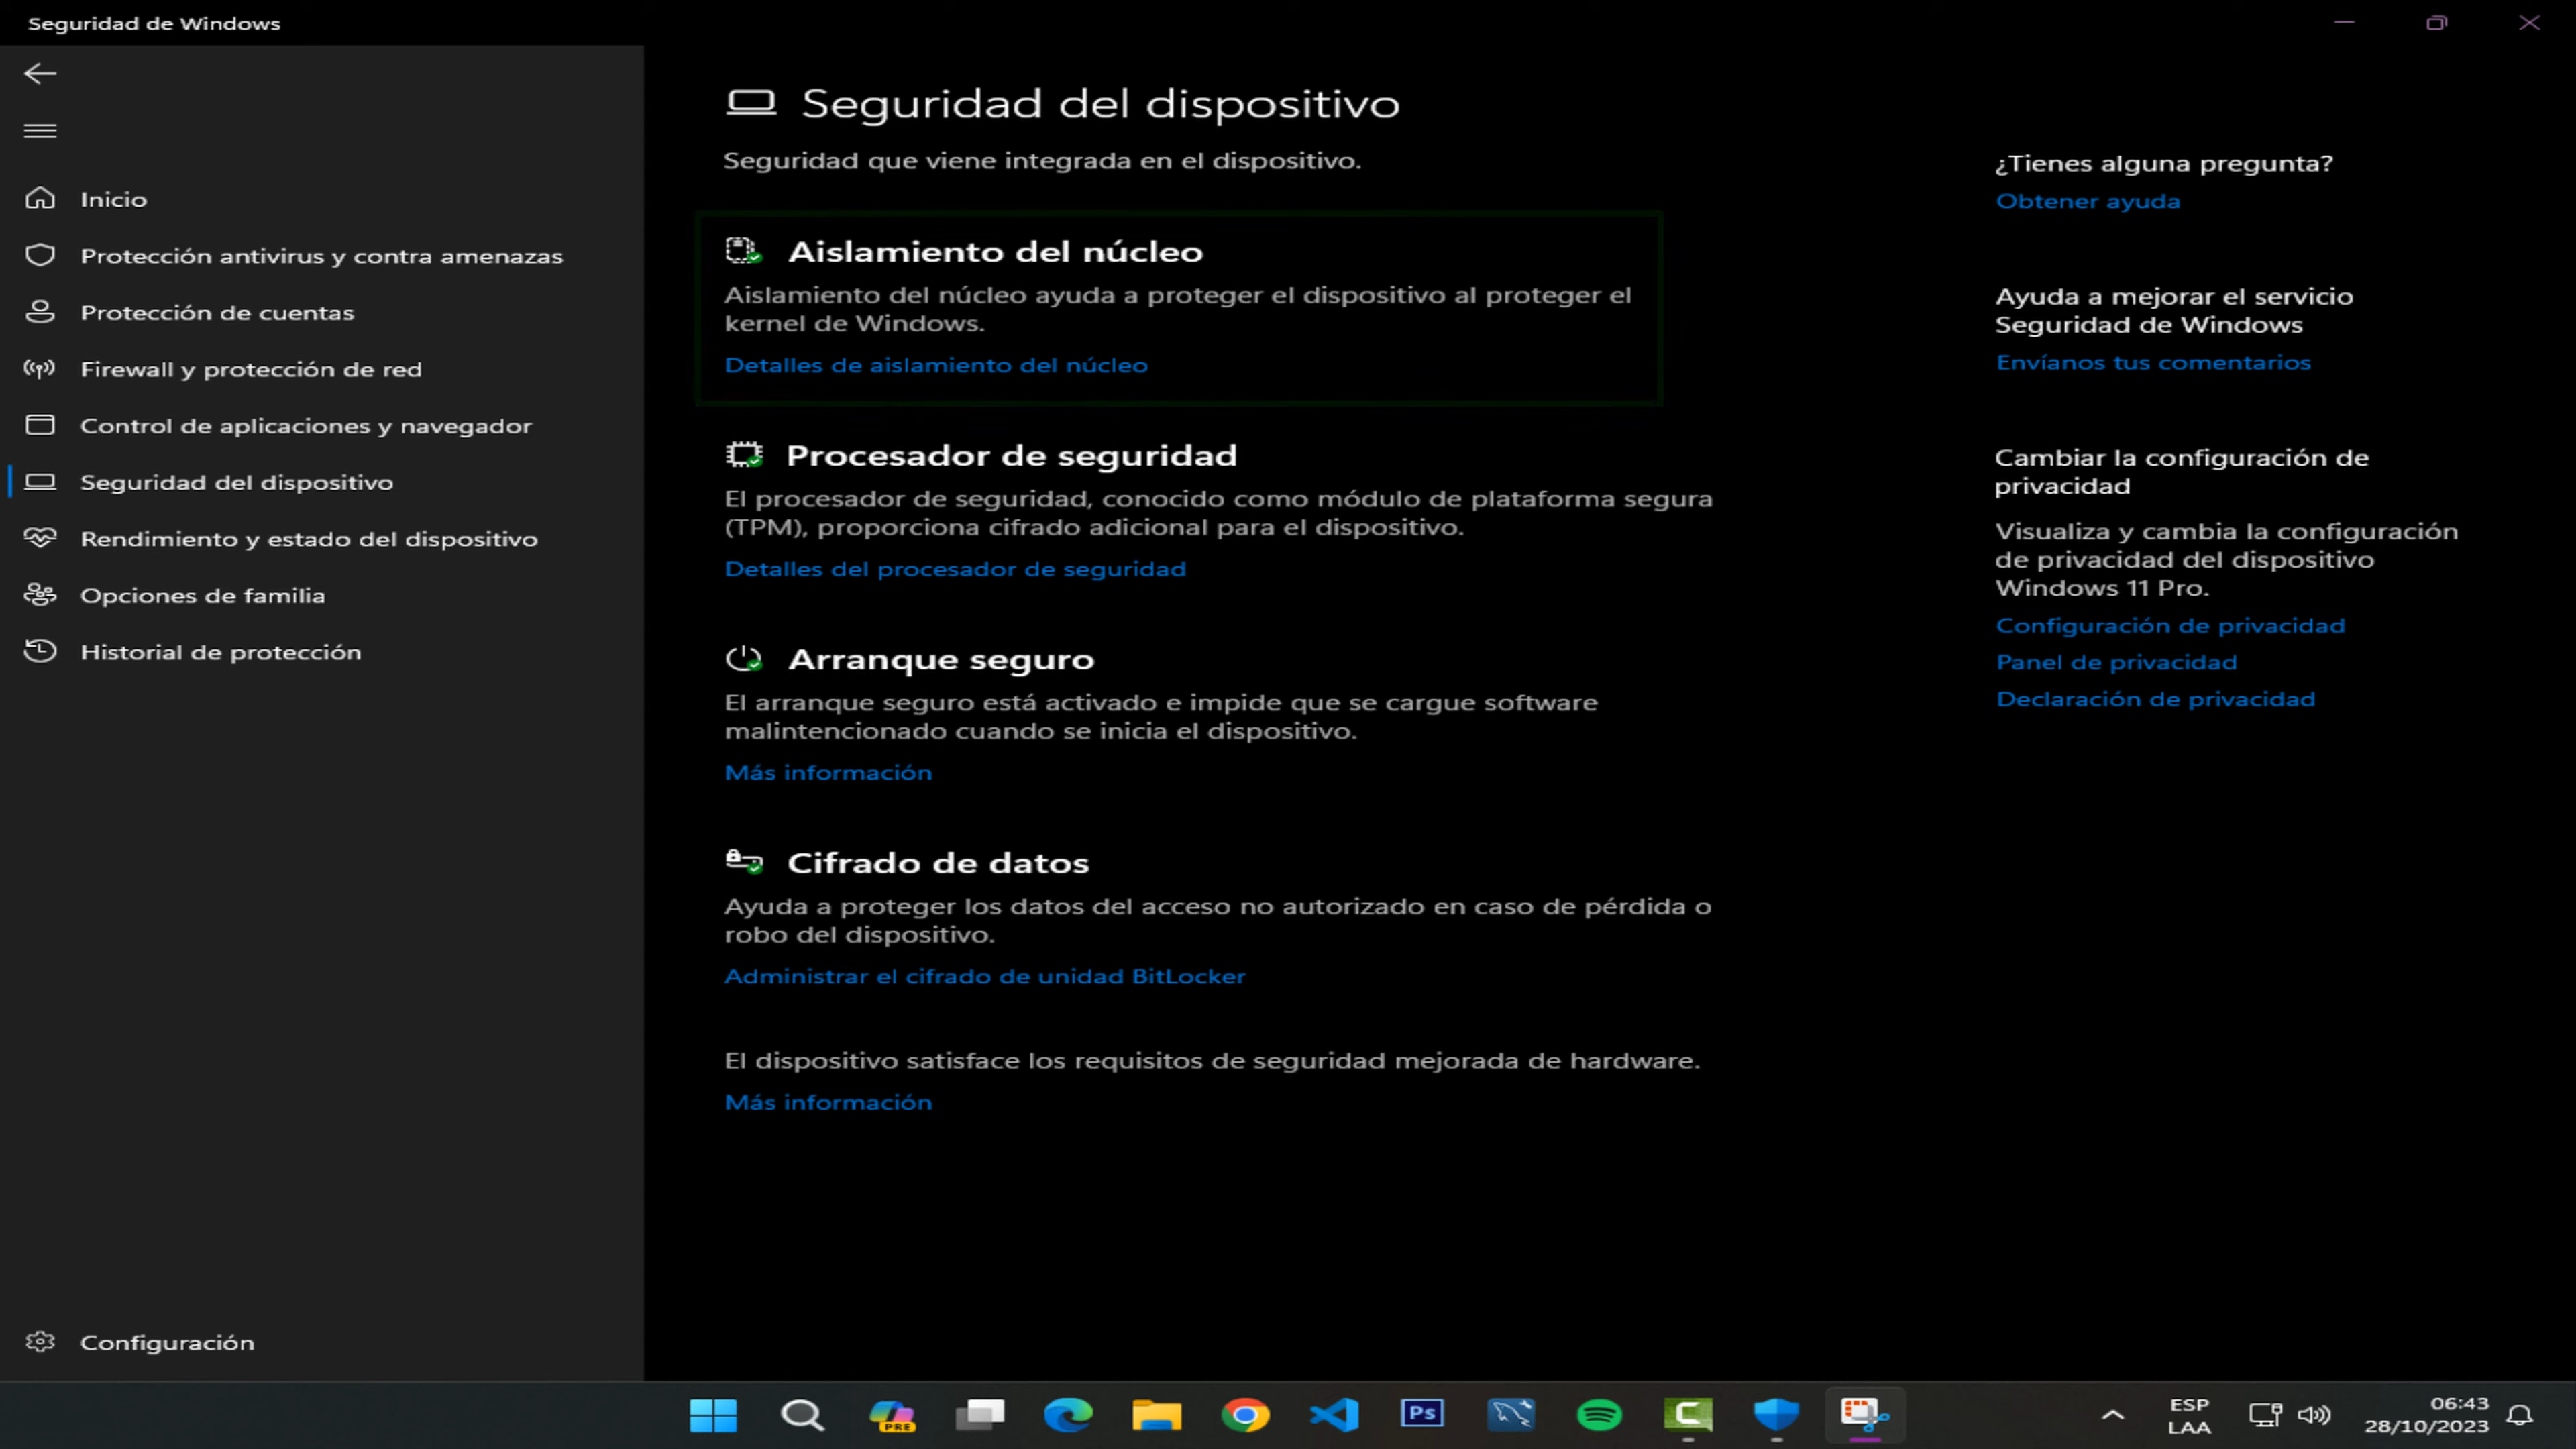 Seguridad de Windows
Inicio
Protección antivirus y contra amenazas
Protección de cuentas
Firewall y protección de red
Control de aplicaciones y navegador
Seguridad del dispositivo
Rendimiento y estado del dispositivo
Opciones de familia
Historial de protección
Configuración
Seguridad del dispositivo
Seguridad que viene integrada en el dispositivo.
Aislamiento del núcleo
Aislamiento del núcleo ayuda a proteger el dispositivo al proteger el
kernel de Windows.
Detalles de aislamiento del núcleo
Procesador de seguridad
El procesador de seguridad, conocido como módulo de plataforma segura
(TPM), proporciona cifrado adicional para el dispositivo.
Detalles del procesador de seguridad
Arranque seguro
El arranque seguro está activado e impide que se cargue software
malintencionado cuando se inicia el dispositivo.
Más información
Cifrado de datos
Ayuda a proteger los datos del acceso no autorizado en caso de pérdida o
robo del dispositivo.
Administrar el cifrado de unidad BitLocker
El dispositivo satisface los requisitos de seguridad mejorada de hardware.
Más información
¿Tienes alguna pregunta?
Obtener ayuda
Ayuda a mejorar el servicio
Seguridad de Windows
Envíanos tus comentarios
Cambiar la configuración de
privacidad
Visualiza y cambia la configuración
de privacidad del dispositivo
Windows 11 Pro.
Configuración de privacidad
Panel de privacidad
Declaración de privacidad
PRE
Ps
ESP
LAA
06:43
28/10/2023